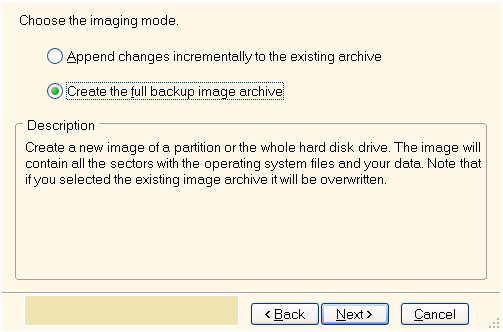 Choose the imaging mode.
Append changes incrementally to the existing archive
Create the full backup image archive
Description
Create a new image of a partition or the whole hard disk drive. The image will
contain all the sectors with the operating system files and your data. Note that
if you selected the existing image archive it will be overwritten.
< Back
Next >
Cancel